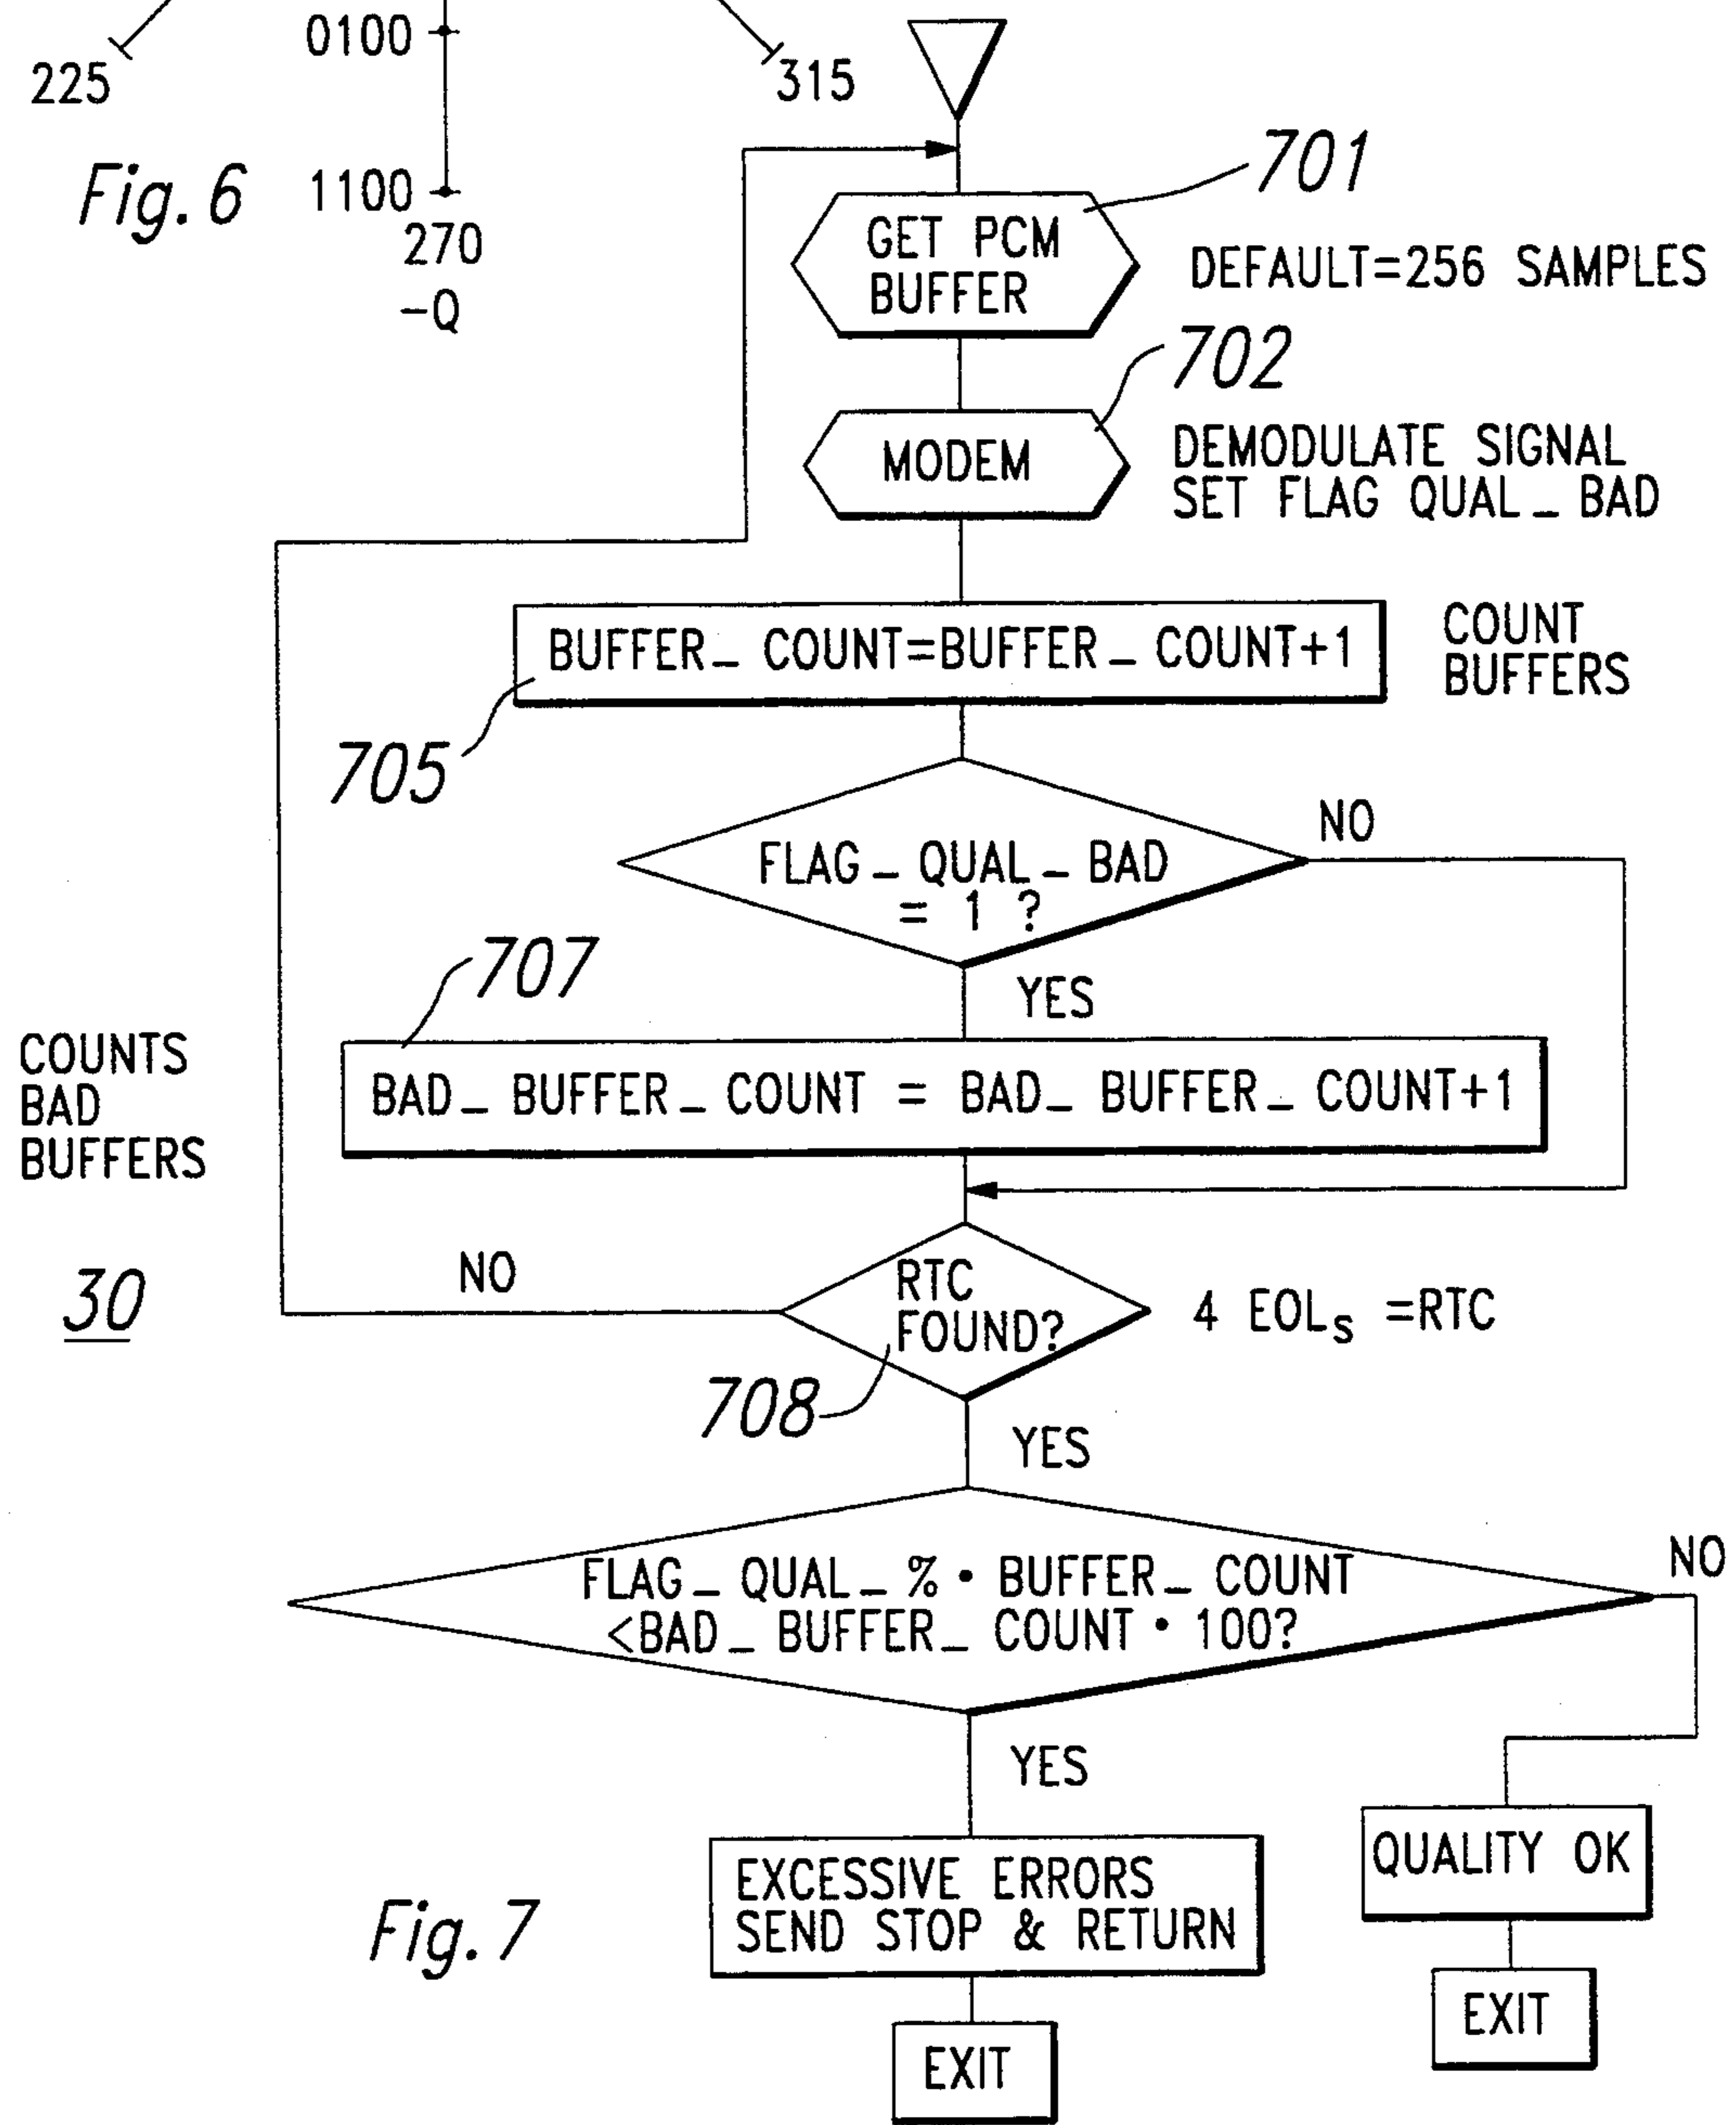 0100
225
315
Fig. 6
1100
270
-Q
701
GET PCM
BUFFER
DEFAULT=256 SAMPLES
702
MODEM
DEMODULATE SIGNAL
SET FLAG QUAL_BAD
BUFFER_COUNT=BUFFER_COUNT+1
COUNT
BUFFERS
705
FLAG_QUAL_BAD
= 1 ?
NO
707
YES
COUNTS
BAD
BUFFERS
BAD_BUFFER_COUNT = BAD_BUFFER_COUNT+1
30
NO
RTC
FOUND?
4 EOLs =RTC
708
YES
FLAG_QUAL_% • BUFFER_COUNT
<BAD_BUFFER_COUNT • 100?
NO
YES
QUALITY OK
EXCESSIVE ERRORS
SEND STOP & RETURN
Fig. 7
EXIT
EXIT